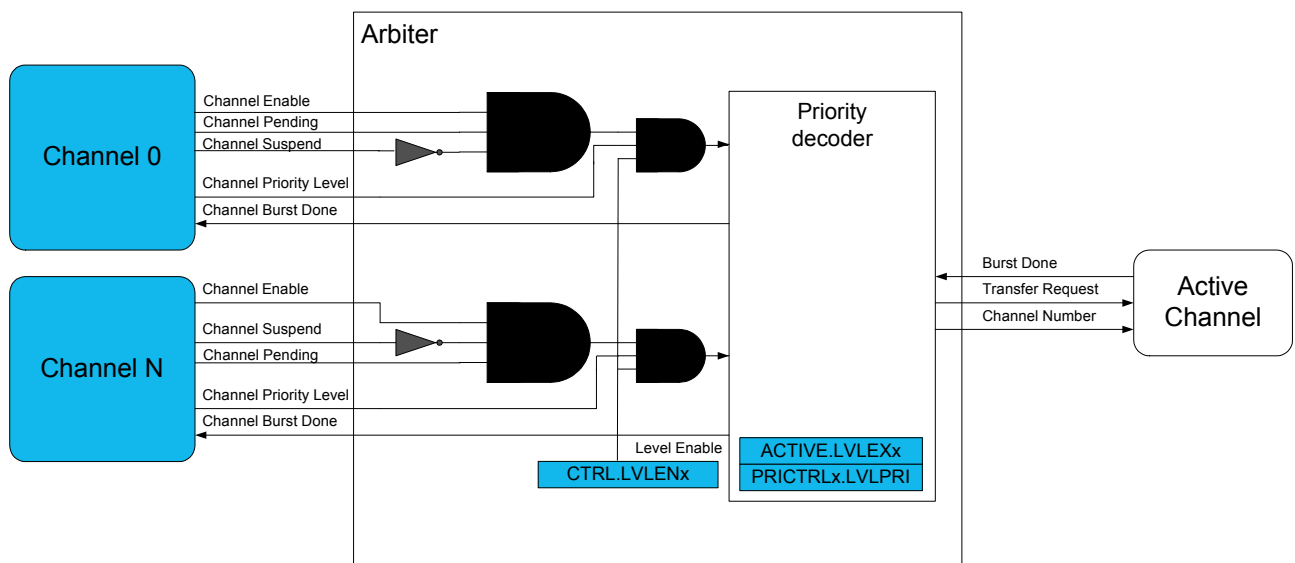 Arbiter
Channel 0
Channel Enable
Channel Pending
Channel Suspend
Channel Priority Level
Channel Burst Done
Priority
decoder
Channel N
Channel Enable
Channel Suspend
Channel Pending
Channel Priority Level
Channel Burst Done
Level Enable
CTRL.LVLENx
ACTIVE.LVLEXx
PRICTRLx.LVLPRI
Burst Done
Transfer Request
Channel Number
Active
Channel